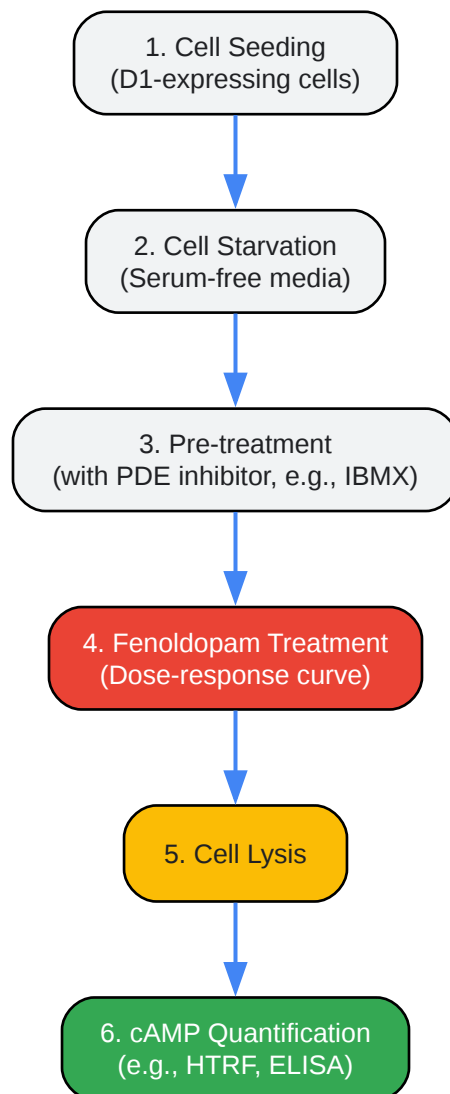 1. Cell Seeding
(D1-expressing cells)
2. Cell Starvation
(Serum-free media)
3. Pre-treatment
(with PDE inhibitor, e.g., IBMX)
4. Fenoldopam Treatment
(Dose-response curve)
5. Cell Lysis
6. cAMP Quantification
(e.g., HTRF, ELISA)